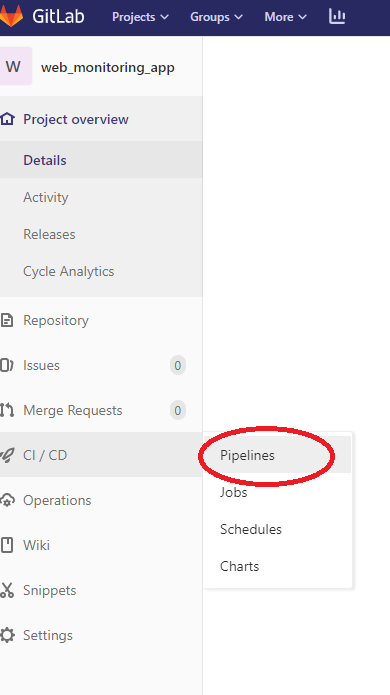 GitLab Projects Groups More
W web_monitoring_app
Project overview
Details
Activity
Releases
Cycle Analytics
Repository
Issues 0
Merge Requests 0
CI / CD
Pipelines
Jobs
Schedules
Charts
Operations
Wiki
Snippets
Settings